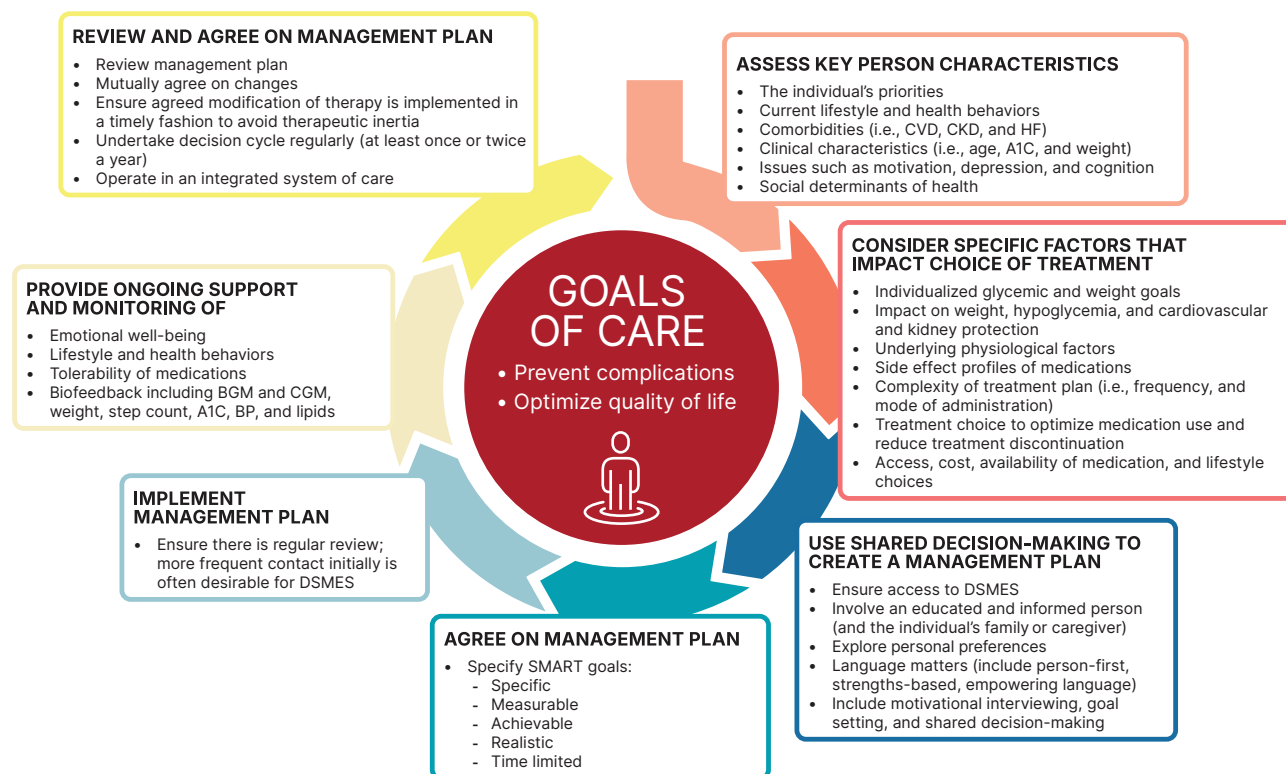 REVIEW AND AGREE ON MANAGEMENT PLAN
• Review management plan
• Mutually agree on changes
• Ensure agreed modification of therapy is implemented in
a timely fashion to avoid therapeutic inertia
• Undertake decision cycle regularly (at least once or twice
a year)
• Operate in an integrated system of care
ASSESS KEY PERSON CHARACTERISTICS
• The individual's priorities
• Current lifestyle and health behaviors
• Comorbidities (i.e., CVD, CKD, and HF)
• Clinical characteristics (i.e., age, A1C, and weight)
• Issues such as motivation, depression, and cognition
• Social determinants of health
CONSIDER SPECIFIC FACTORS THAT
IMPACT CHOICE OF TREATMENT
• Individualized glycemic and weight goals
• Impact on weight, hypoglycemia, and cardiovascular
and kidney protection
• Underlying physiological factors
• Side effect profiles of medications
• Complexity of treatment plan (i.e., frequency, and
mode of administration)
• Treatment choice to optimize medication use and
reduce treatment discontinuation
• Access, cost, availability of medication, and lifestyle
choices
USE SHARED DECISION-MAKING TO
CREATE A MANAGEMENT PLAN
• Ensure access to DSMES
• Involve an educated and informed person
(and the individual's family or caregiver)
• Explore personal preferences
• Language matters (include person-first,
strengths-based, empowering language)
• Include motivational interviewing, goal
setting, and shared decision-making
AGREE ON MANAGEMENT PLAN
• Specify SMART goals:
- Specific
- Measurable
- Achievable
- Realistic
- Time limited
IMPLEMENT
MANAGEMENT PLAN
• Ensure there is regular review;
more frequent contact initially is
often desirable for DSMES
PROVIDE ONGOING SUPPORT
AND MONITORING OF
• Emotional well-being
• Lifestyle and health behaviors
• Tolerability of medications
• Biofeedback including BGM and CGM,
weight, step count, A1C, BP, and lipids
GOALS
OF CARE
• Prevent complications
• Optimize quality of life